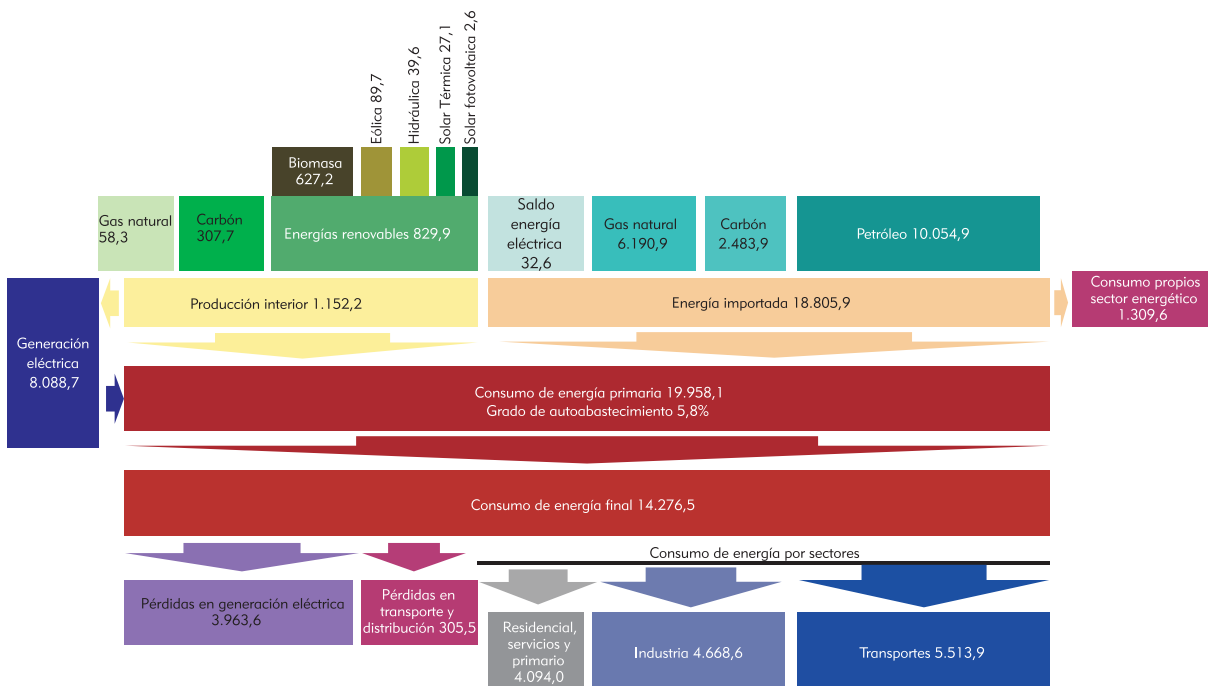 Eólica 89,7
Hidráulica 39,6
Solar Térmica 27,1
Solar fotovoltaica 2,6
Biomasa
627,2
Gas natural
58,3
Carbón
307,7
Energías renovables 829,9
Saldo
energía
eléctrica
32,6
Gas natural
6.190,9
Carbón
2.483,9
Petróleo 10.054,9
Producción interior 1.152,2
Energía importada 18.805,9
Consumo propios
sector energético
1.309,6
Generación
eléctrica
8.088,7
Consumo de energía primaria 19.958,1
Grado de autoabastecimiento 5,8%
Consumo de energía final 14.276,5
Consumo de energía por sectores
Pérdidas en generación eléctrica
3.963,6
Pérdidas en
transporte y
distribución 305,5
Residencial,
servicios y
primario
4.094,0
Industria 4.668,6
Transportes 5.513,9